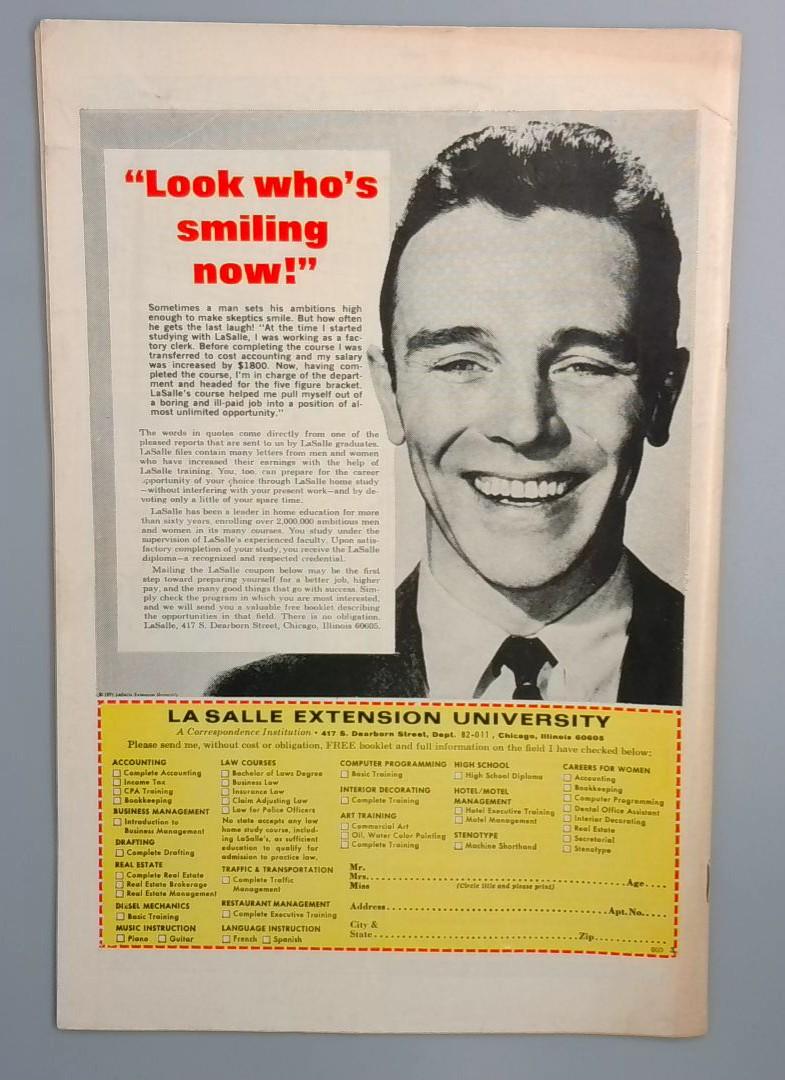 “Look who’s
smiling
now!”
Sometimes a man sets his ambitions high
enough to make skeptics smile. But how often
he gets the last laugh! “At the time I started
studying with LaSalle, I was working as a fac-
tory clerk. Before completing the course I was
transferred to cost accounting and my salary
was increased by $1800. Now, having com-
pleted the course, I’m in charge of the depart-
ment and headed for the five figure bracket.
LaSalle’s course helped me pull myself out of
a boring and ill-paid job into a position of al-
most unlimited opportunity.”
The words in quotes come directly from one of the
pleased reports that are sent to us by LaSalle graduates.
LaSalle files contain many letters from men and women
who have increased their earnings with the help of
LaSalle training. You, too, can prepare for the career
opportunity of your choice through LaSalle home study
—without interfering with your present work—and by de-
voting only a little of your spare time.
LaSalle has been a leader in home education for more
than sixty years, enrolling over 2,000,000 ambitious men
and women in its many courses. You study under the
supervision of LaSalle’s experienced faculty. Upon satis-
factory completion of your study, you receive the LaSalle
diploma—a recognized and respected credential.
Mailing the LaSalle coupon below may be the first
step toward preparing yourself for a better job, higher
pay, and the many good things that go with success. Sim-
ply check the program in which you are most interested,
and we will send you a valuable free booklet describing
the opportunities in that field. There is no obligation.
LaSalle, 417 S. Dearborn Street, Chicago, Illinois 60605.
LaSalle Extension University
LA SALLE EXTENSION UNIVERSITY
A Correspondence Institution • 417 S. Dearborn Street, Dept. 82-011, Chicago, Illinois 60605
Please send me, without cost or obligation, FREE booklet and full information on the field I have checked below:
ACCOUNTING
Complete Accounting
Income Tax
CPA Training
Bookkeeping
BUSINESS MANAGEMENT
Introduction to
Business Management
DRAFTING
Complete Drafting
REAL ESTATE
Complete Real Estate
Real Estate Brokerage
Real Estate Management
DIESEL MECHANICS
Basic Training
MUSIC INSTRUCTION
Piano Guitar
LAW COURSES
Bachelor of Laws Degree
Business Law
Insurance Law
Claim Adjusting Law
Law for Police Officers
No state accepts any law
home study course, includ-
ing LaSalle’s, as sufficient
education to qualify for
admission to practice law.
TRAFFIC & TRANSPORTATION
Complete Traffic
Management
RESTAURANT MANAGEMENT
Complete Executive Training
LANGUAGE INSTRUCTION
French Spanish
COMPUTER PROGRAMMING
Basic Training
INTERIOR DECORATING
Complete Training
ART TRAINING
Commercial Art
Oil, Water Color Painting
Complete Training
HIGH SCHOOL
High School Diploma
HOTEL/MOTEL
MANAGEMENT
Hotel Executive Training
Motel Management
STENOTYPE
Machine Shorthand
CAREERS FOR WOMEN
Accounting
Bookkeeping
Computer Programming
Dental Office Assistant
Interior Decorating
Real Estate
Secretarial
Stenotype
Mr.
Mrs.
Miss (Circle title and please print) Age
Address Apt. No.
City &
State Zip